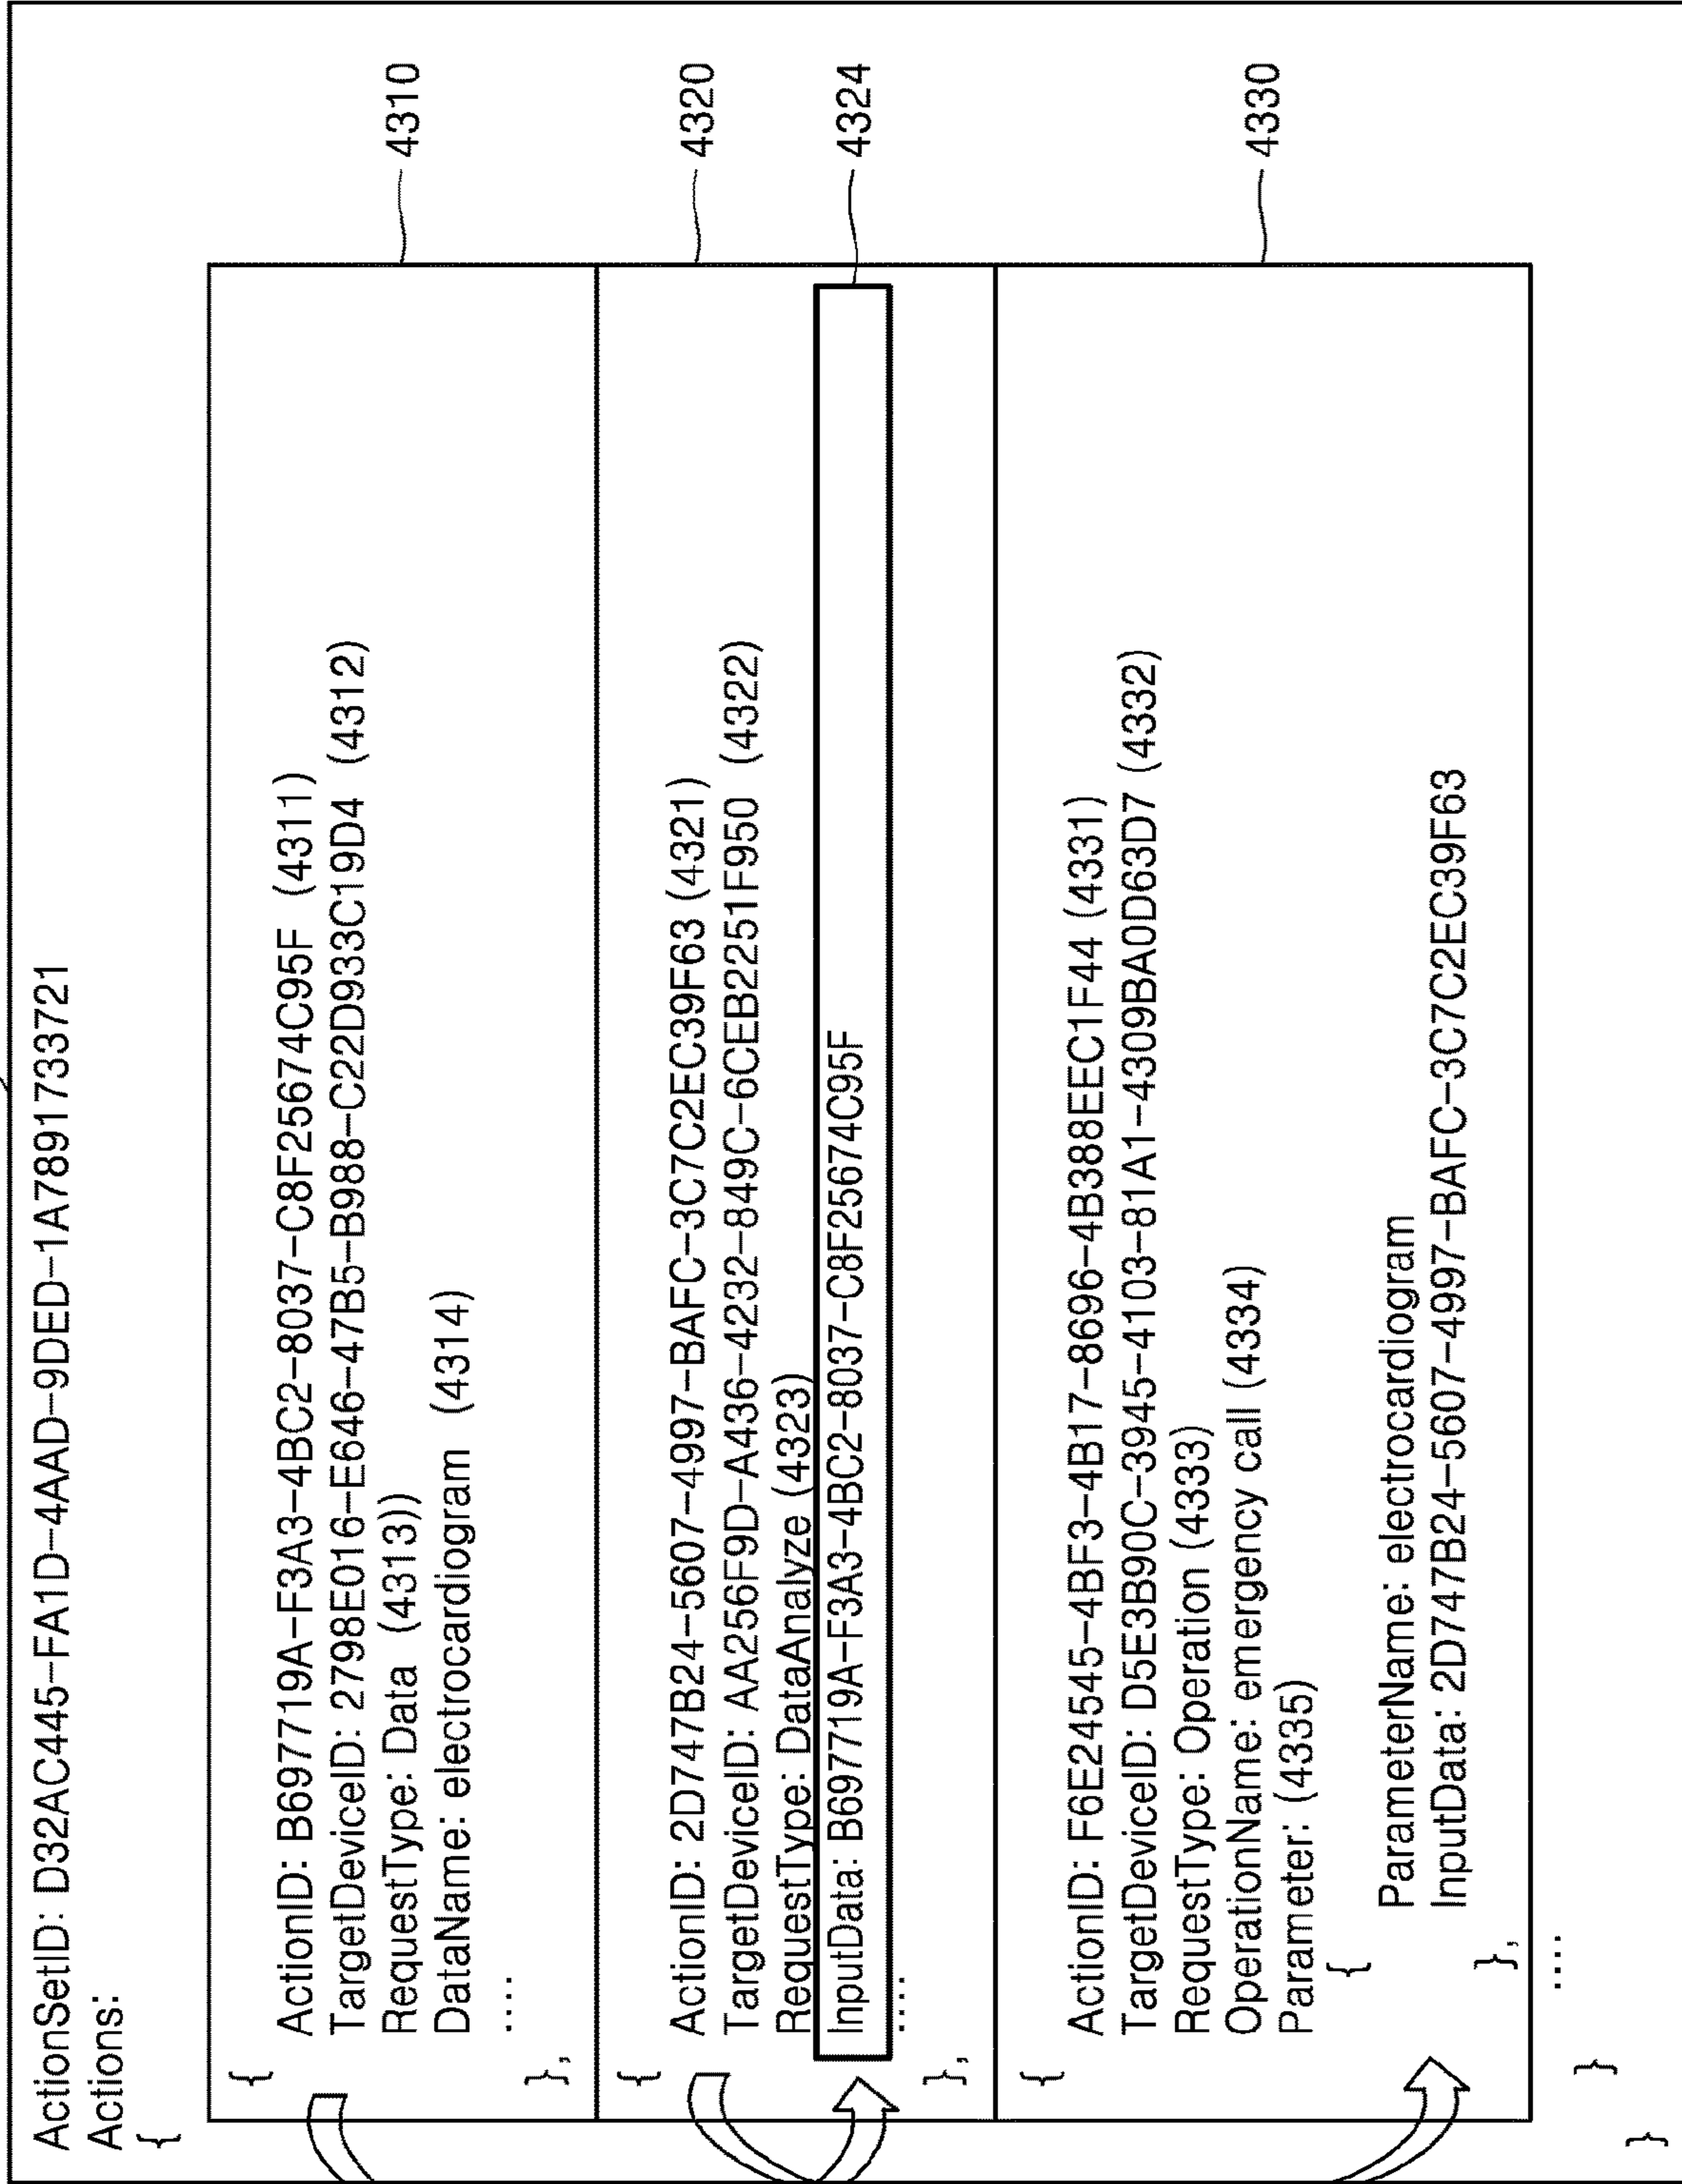 ActionSetID: D32AC445-FA1D-4AAD-9DED-1A7891733721
Actions:
{
{
ActionID: B697719A-F3A3-4BC2-8037-C8F25674C95F (4311)
TargetDeviceID: 2798E016-E646-47B5-B988-C22D933C19D4 (4312)
RequestType: Data (4313))
DataName: electrocardiogram (4314)
....
},
4310
{
ActionID: 2D747B24-5607-4997-BAFC-3C7C2EC39F63 (4321)
TargetDeviceID: AA256F9D-A436-4232-849C-6CEB2251F950 (4322)
RequestType: DataAnalyze (4323)
InputData: B697719A-F3A3-4BC2-8037-C8F25674C95F
....
},
4320
4324
{
ActionID: F6E24545-4BF3-4B17-8696-4B388EEC1F44 (4331)
TargetDeviceID: D5E3B90C-3945-4103-81A1-4309BA0D63D7 (4332)
RequestType: Operation (4333)
OperationName: emergency call (4334)
Parameter: (4335)
{
ParameterName: electrocardiogram
InputData: 2D747B24-5607-4997-BAFC-3C7C2EC39F63
},
4330
....
}
}